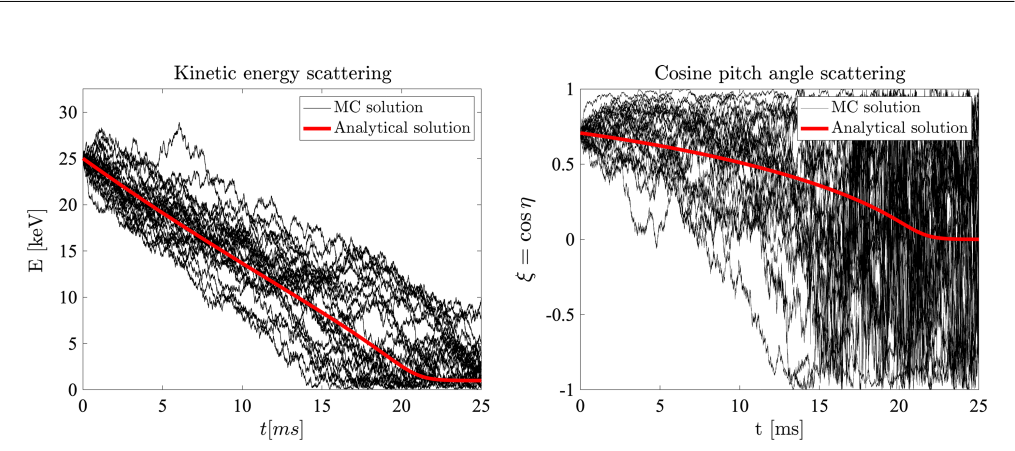 Kinetic energy scattering
MC solution
Analytical solution
30
25
20
15
10
5
0
E [keV]
0 5 10 15 20 25
t[ms]
Cosine pitch angle scattering
MC solution
Analytical solution
1
0.5
0
-0.5
-1
ξ = cos η
0 5 10 15 20 25
t [ms]